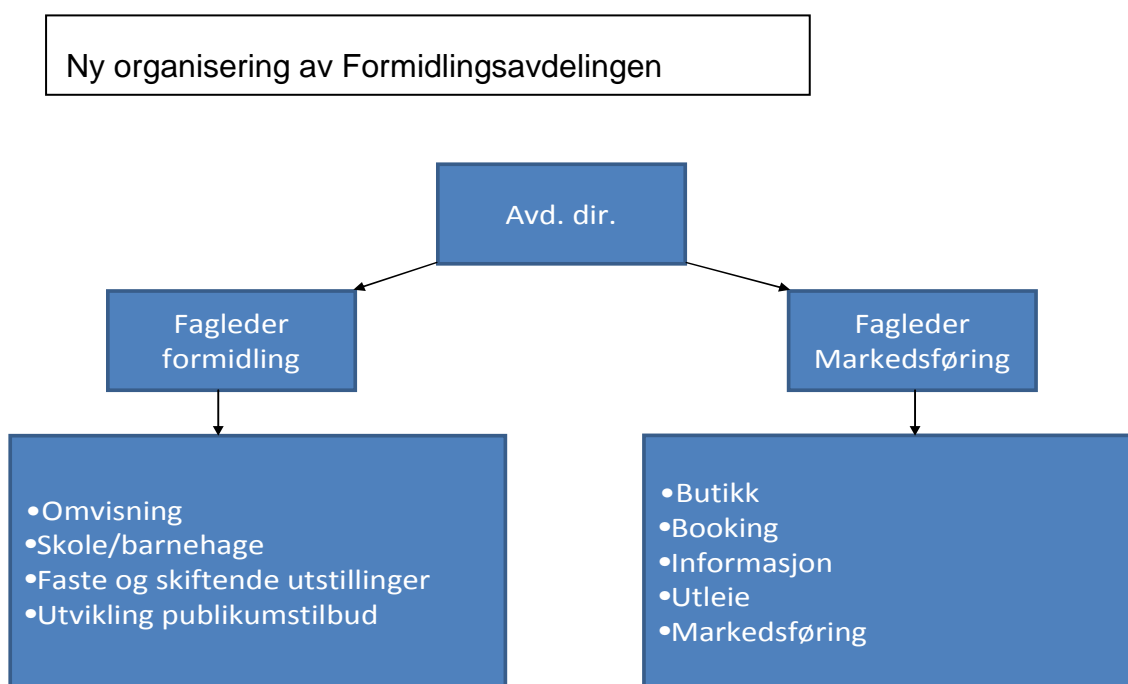 Ny organisering av Formidlingsavdelingen
Avd. dir.
Fagleder
formidling
Fagleder
Markedsføring
•Omvisning
•Skole/barnehage
•Faste og skiftende utstillinger
•Utvikling publikumstilbud
•Butikk
•Booking
•Informasjon
•Utleie
•Markedsføring